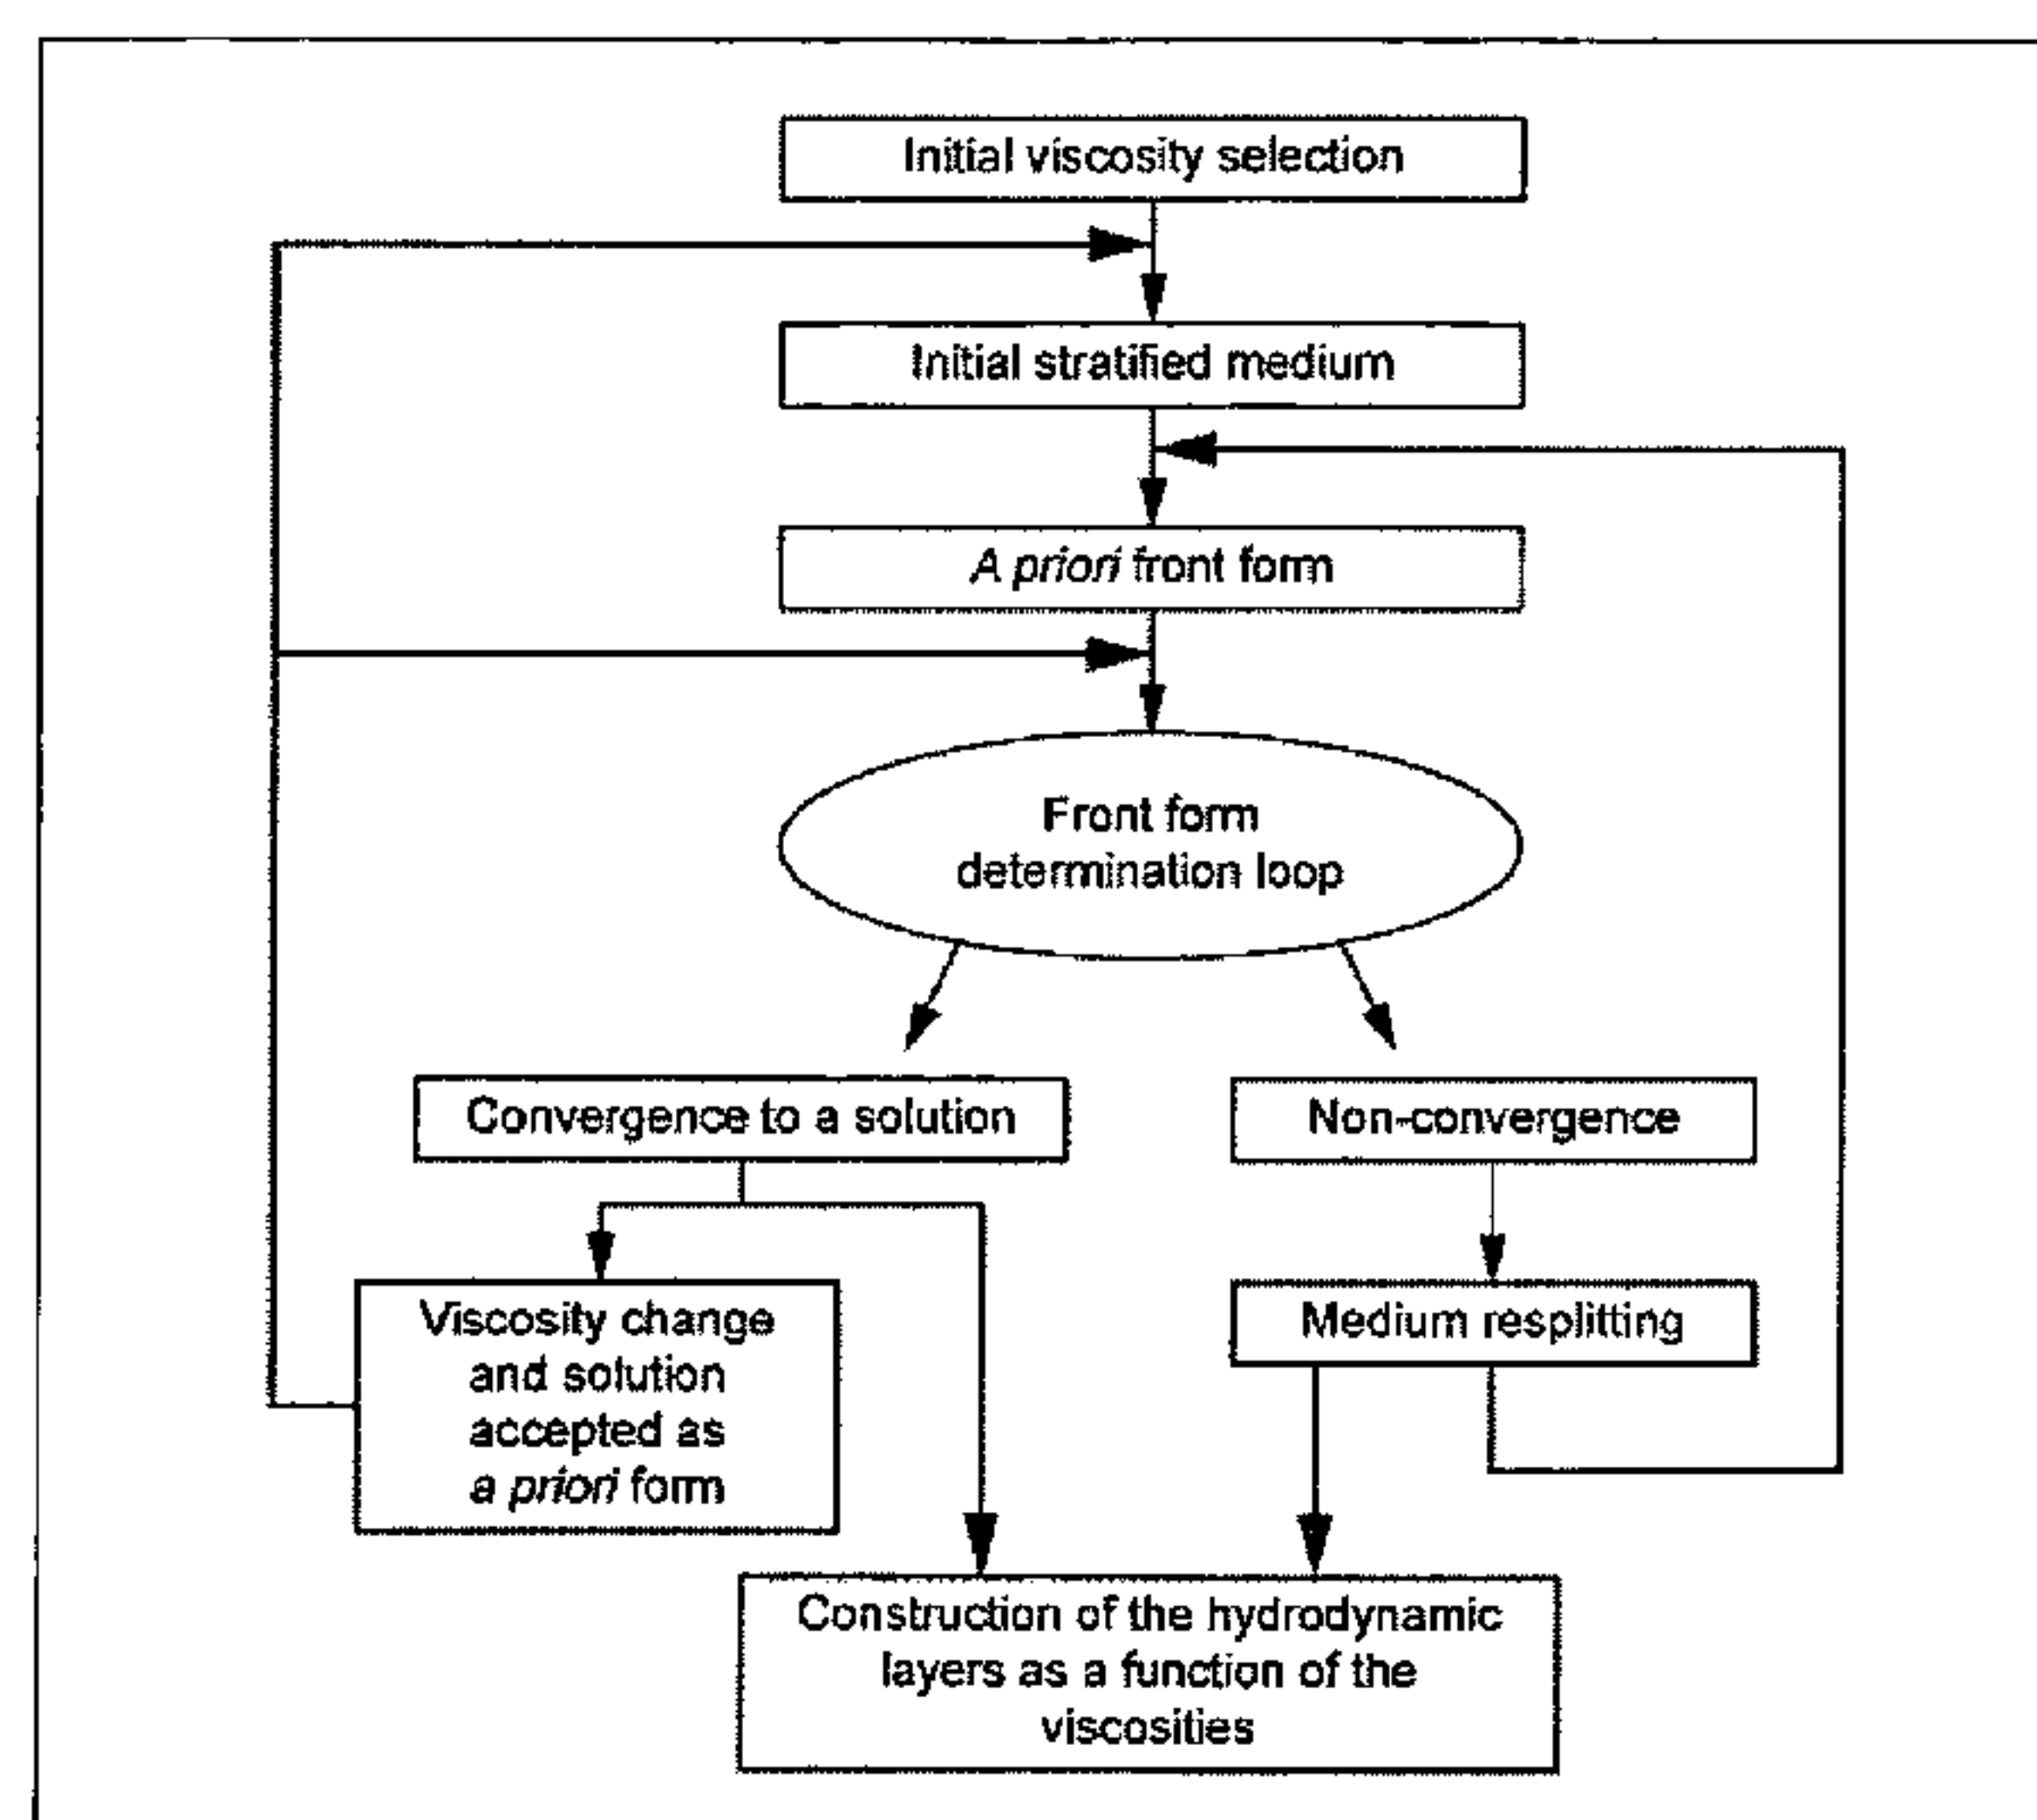 Initial viscosity selection
Initial stratified medium
A priori front form
Front form
determination loop
Convergence to a solution
Non-convergence
Viscosity change
and solution
accepted as
a priori form
Medium resplitting
Construction of the hydrodynamic
layers as a function of the
viscosities